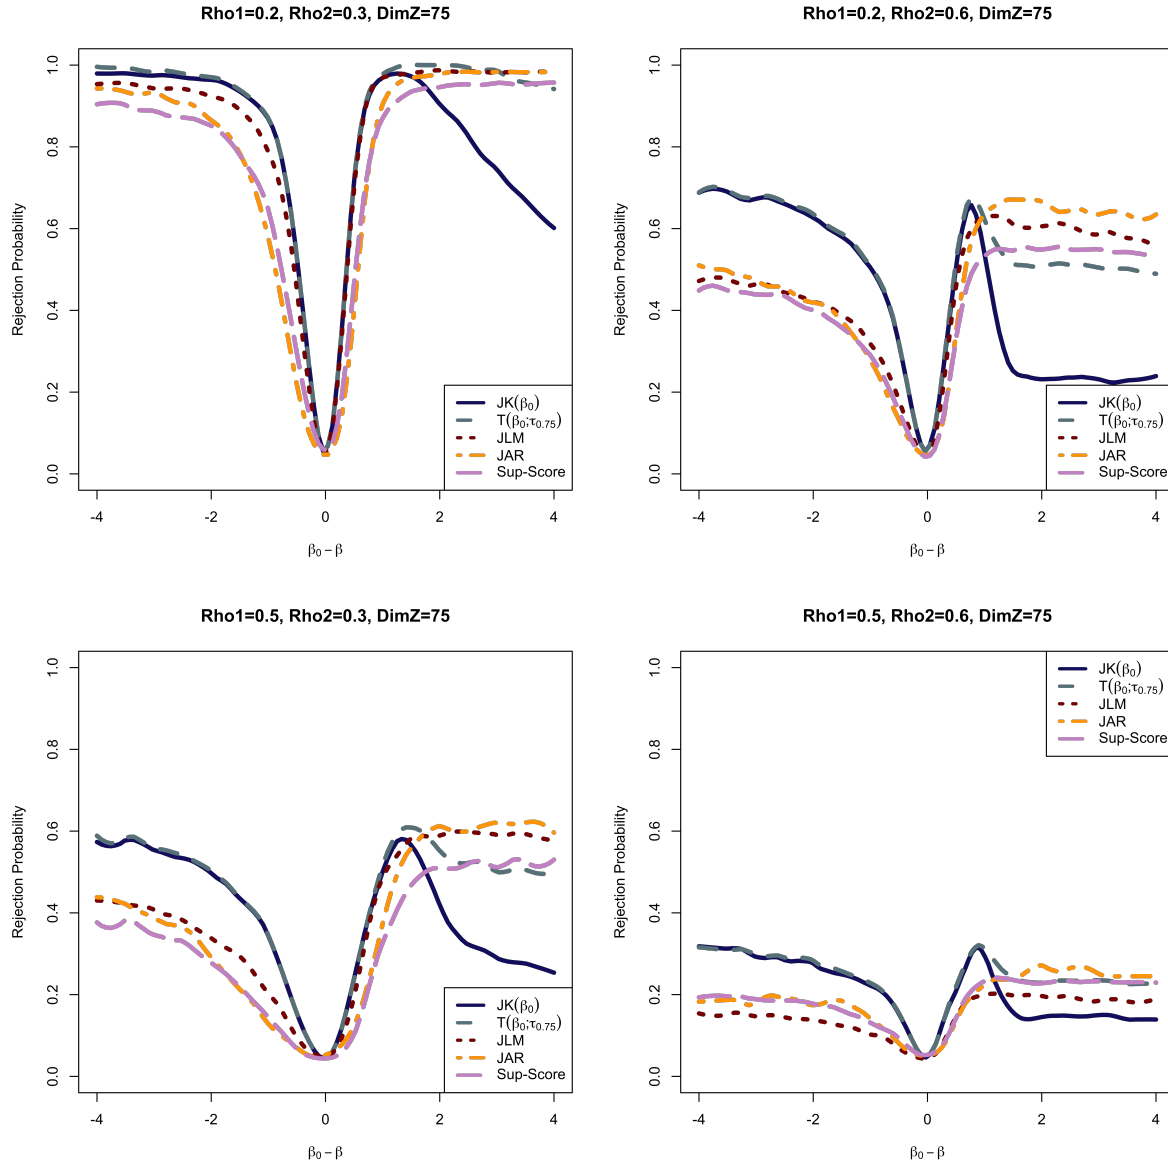 Rho1=0.2, Rho2=0.3, DimZ=75
Rejection Probability
1.0
0.8
0.6
0.4
0.2
0.0
-4 -2 0 2 4
β₀ – β
JK(β₀)
T(β₀;τ₀.₇₅)
JLM
JAR
Sup-Score
Rho1=0.2, Rho2=0.6, DimZ=75
Rejection Probability
1.0
0.8
0.6
0.4
0.2
0.0
-4 -2 0 2 4
β₀ – β
JK(β₀)
T(β₀;τ₀.₇₅)
JLM
JAR
Sup-Score
Rho1=0.5, Rho2=0.3, DimZ=75
Rejection Probability
1.0
0.8
0.6
0.4
0.2
0.0
-4 -2 0 2 4
β₀ – β
JK(β₀)
T(β₀;τ₀.₇₅)
JLM
JAR
Sup-Score
Rho1=0.5, Rho2=0.6, DimZ=75
Rejection Probability
1.0
0.8
0.6
0.4
0.2
0.0
-4 -2 0 2 4
β₀ – β
JK(β₀)
T(β₀;τ₀.₇₅)
JLM
JAR
Sup-Score